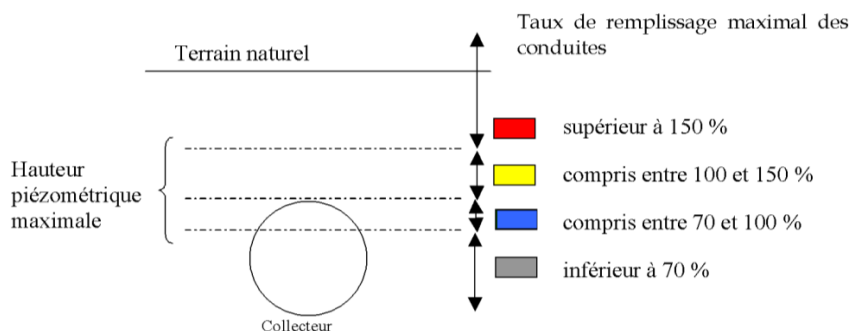 Taux de remplissage maximal des
conduites
Terrain naturel
supérieur à 150 %
Hauteur
piézométrique
maximale
compris entre 100 et 150 %
compris entre 70 et 100 %
inférieur à 70 %
Collecteur